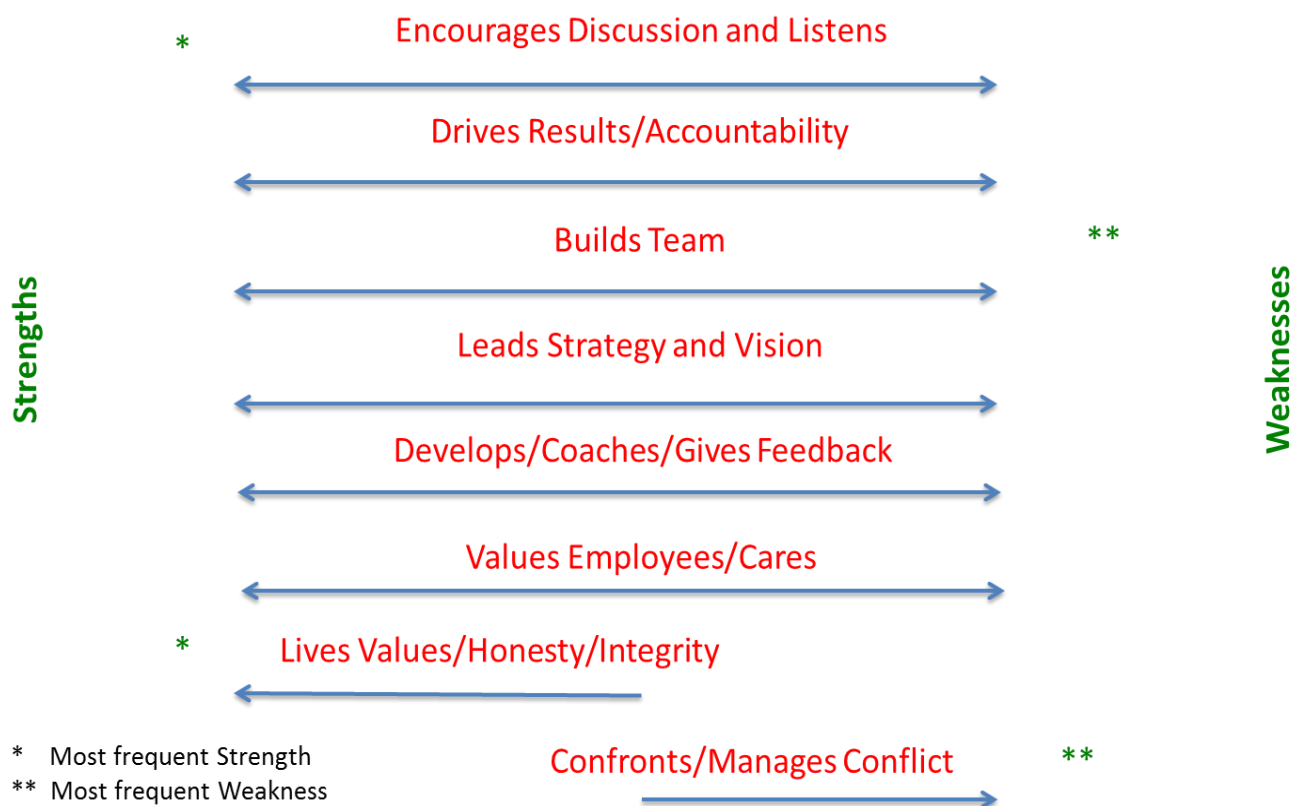 * Encourages Discussion and Listens
Drives Results/Accountability
Builds Team **
Strengths
Weaknesses
Leads Strategy and Vision
Develops/Coaches/Gives Feedback
Values Employees/Cares
* Lives Values/Honesty/Integrity
Confronts/Manages Conflict **
* Most frequent Strength
** Most frequent Weakness